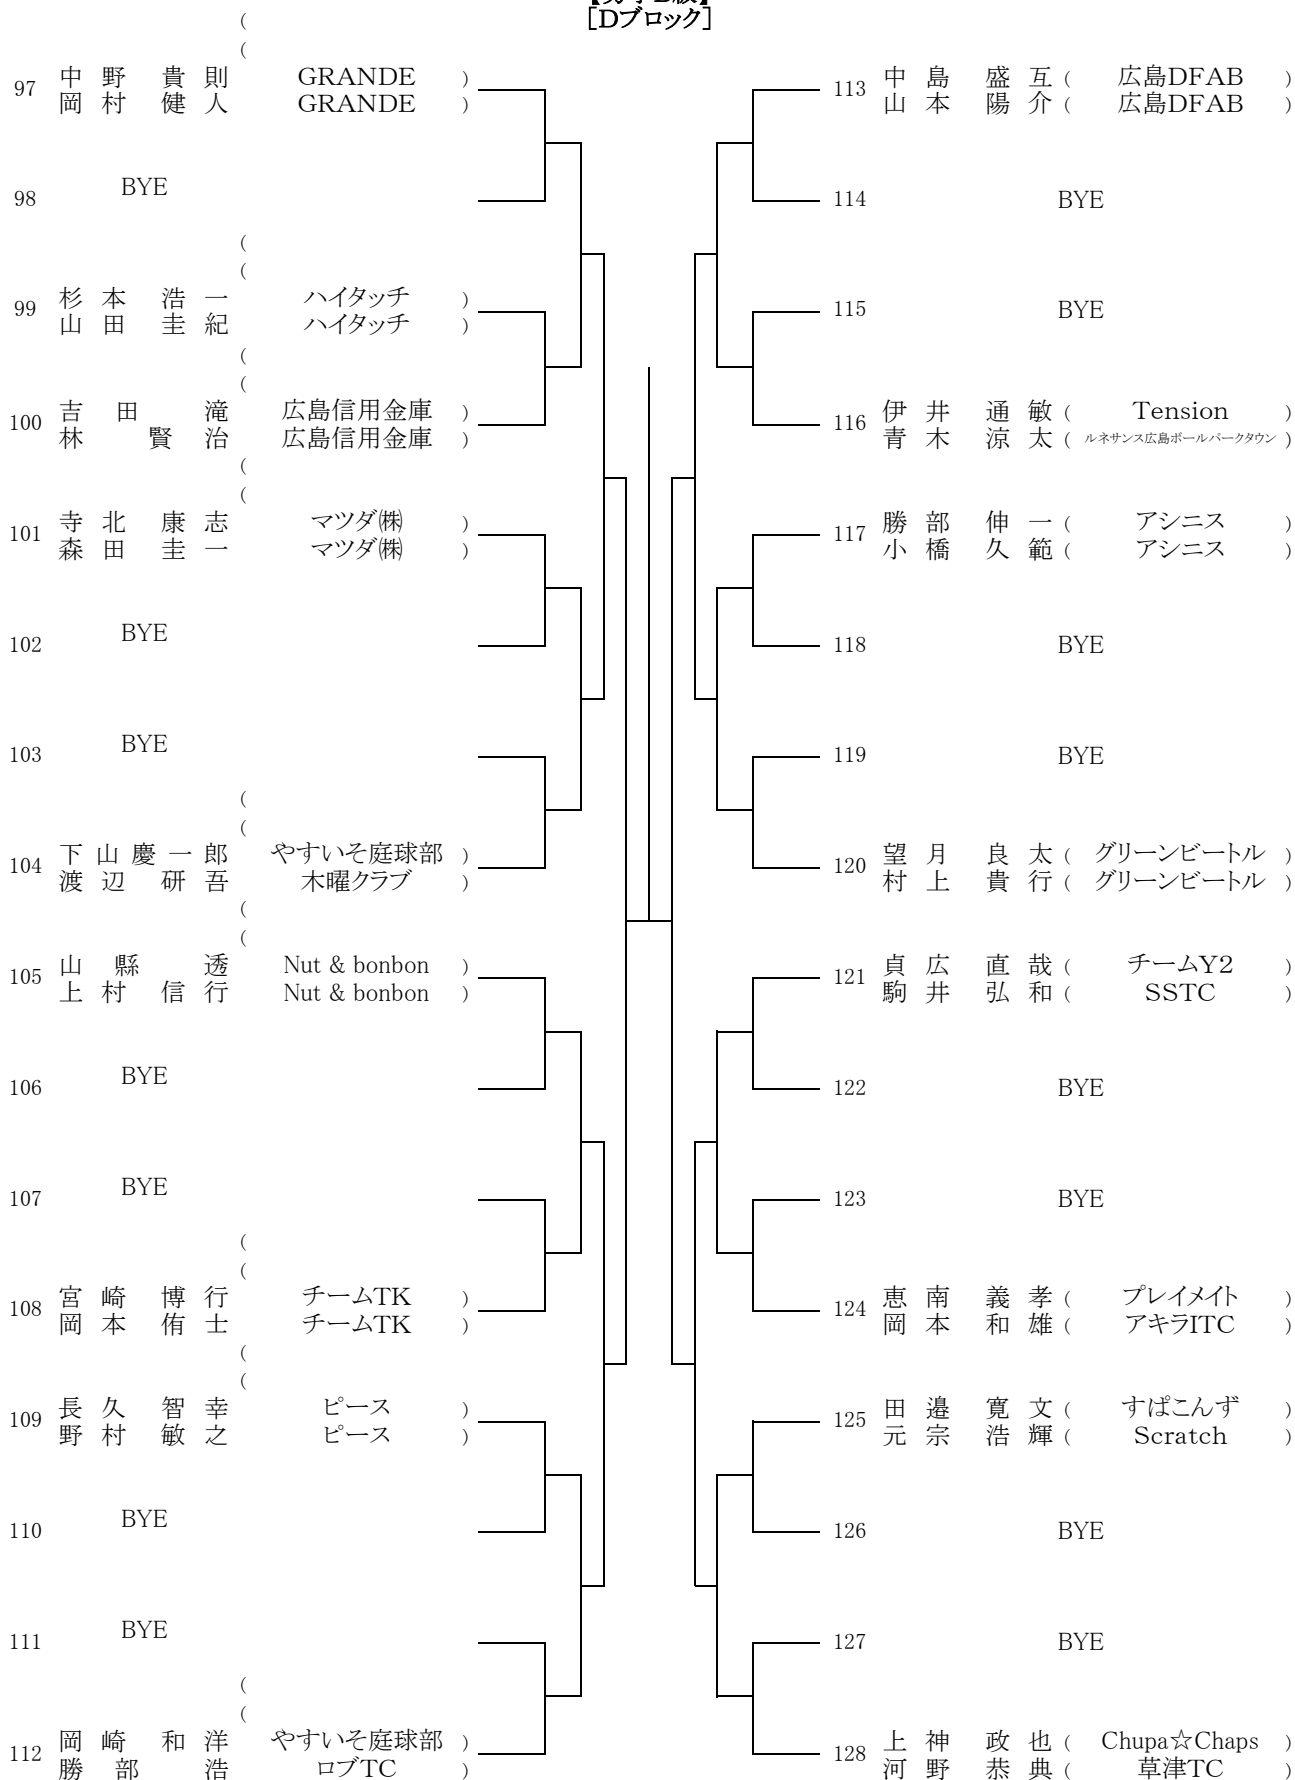 [Dブロック]
97 中野 貴則 ( GRANDE )
岡村 健人 ( GRANDE )
98 BYE
99 杉本 浩一 ( ハイタッチ )
山田 圭紀 ( ハイタッチ )
100 吉田 滝 ( 広島信用金庫 )
林 賢治 ( 広島信用金庫 )
101 寺北 康志 ( マツダ㈱ )
森田 圭一 ( マツダ㈱ )
102 BYE
103 BYE
104 下山慶一郎 ( やすいそ庭球部 )
渡辺 研吾 ( 木曜クラブ )
105 山縣 透 ( Nut & bonbon )
上村 信行 ( Nut & bonbon )
106 BYE
107 BYE
108 宮崎 博行 ( チームTK )
岡本 侑士 ( チームTK )
109 長久 智幸 ( ピース )
野村 敏之 ( ピース )
110 BYE
111 BYE
112 岡崎 和洋 ( やすいそ庭球部 )
勝部 浩 ( ロブTC )
113 中島 盛互 ( 広島DFAB )
山本 陽介 ( 広島DFAB )
114 BYE
115 BYE
116 伊井 通敏 ( Tension )
青木 涼太 ( ルネサンス広島ボールパークタウン )
117 勝部 伸一 ( アシニス )
小橋 久範 ( アシニス )
118 BYE
119 BYE
120 望月 良太 ( グリーンビートル )
村上 貴行 ( グリーンビートル )
121 貞広 直哉 ( チームY2 )
駒井 弘和 ( SSTC )
122 BYE
123 BYE
124 恵南 義孝 ( プレイメイト )
岡本 和雄 ( アキラITC )
125 田邉 寛文 ( すぱこんず )
元宗 浩輝 ( Scratch )
126 BYE
127 BYE
128 上神 政也 ( Chupa☆Chaps )
河野 恭典 ( 草津TC )